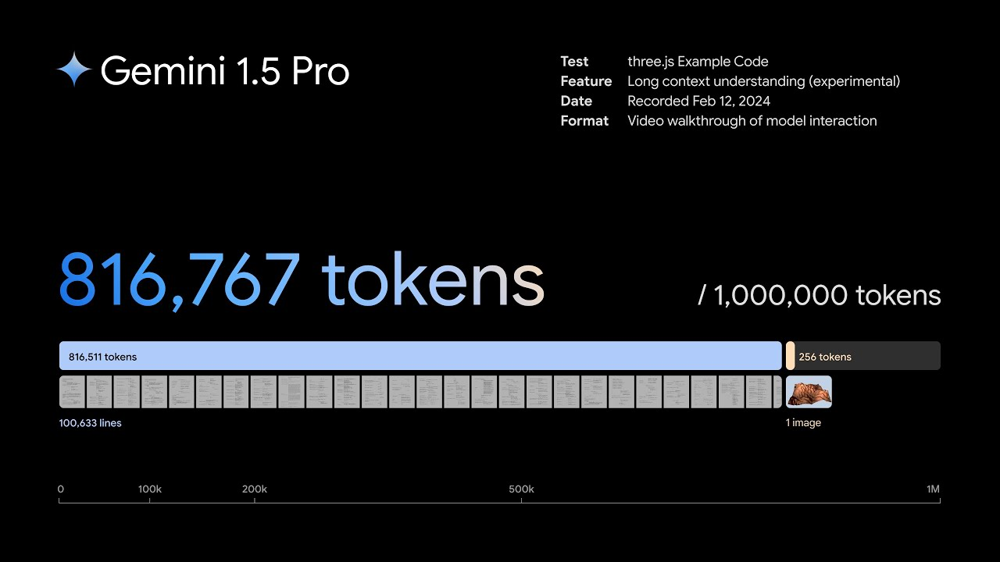 Gemini 1.5 Pro
Test three.js Example Code
Feature Long context understanding (experimental)
Date Recorded Feb 12, 2024
Format Video walkthrough of model interaction
816,767 tokens / 1,000,000 tokens
816,511 tokens 256 tokens
100,633 lines 1 image
0 100k 200k 500k 1M